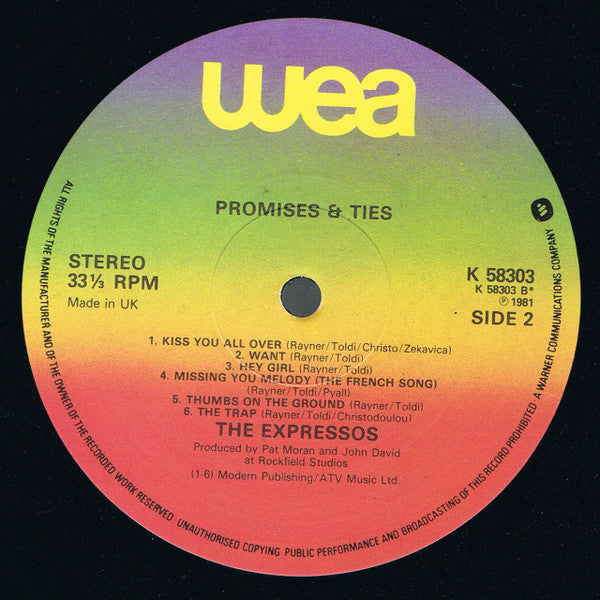 wea
PROMISES & TIES
STEREO
33⅓ RPM
Made in UK
K 58303
K 58303 B*
℗ 1981
SIDE 2
1. KISS YOU ALL OVER (Rayner/Toldi/Christo/Zekavica)
2. WANT (Rayner/Toldi)
3. HEY GIRL (Rayner/Toldi)
4. MISSING YOU MELODY (THE FRENCH SONG)
(Rayner/Toldi/Pyall)
5. THUMBS ON THE GROUND (Rayner/Toldi)
6. THE TRAP (Rayner/Toldi/Christodoulou)
THE EXPRESSOS
Produced by Pat Moran and John David
at Rockfield Studios
(1-6) Modern Publishing/ATV Music Ltd.
ALL RIGHTS OF THE MANUFACTURER AND OF THE OWNER OF THE RECORDED WORK RESERVED UNAUTHORISED COPYING PUBLIC PERFORMANCE AND BROADCASTING OF THIS RECORD PROHIBITED A WARNER COMMUNICATIONS COMPANY